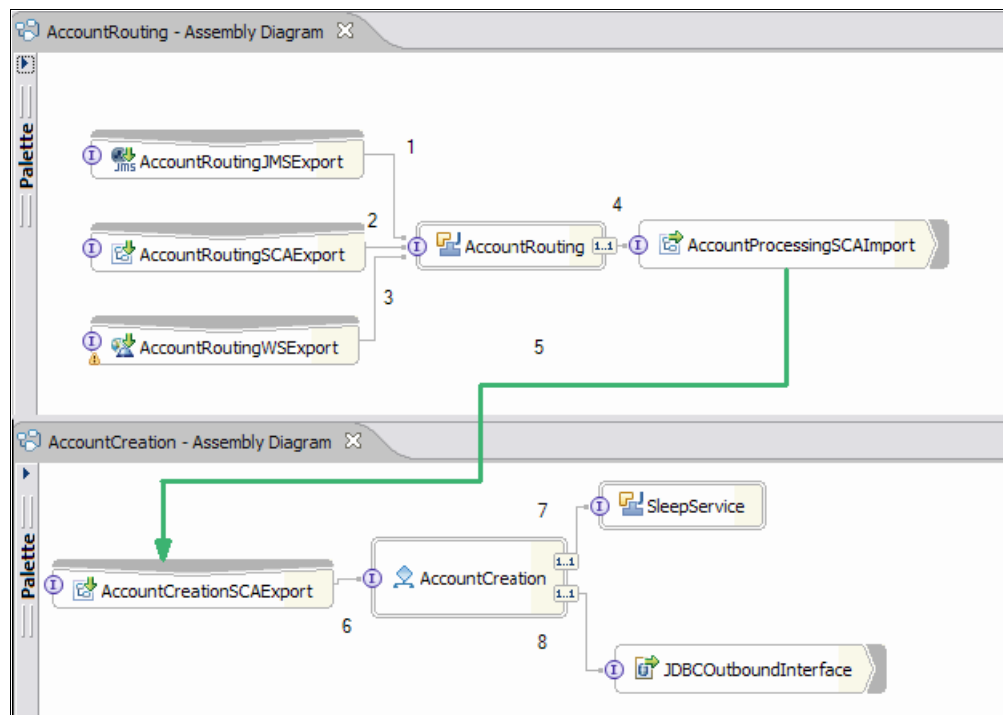 AccountRouting - Assembly Diagram
Palette
1
JMS AccountRoutingJMSExport
2
AccountRoutingSCAExport
4
AccountRouting 1..1
AccountProcessingSCAImport
3
AccountRoutingWSExport
5
AccountCreation - Assembly Diagram
Palette
7
SleepService
1..1
AccountCreation
1..1
AccountCreationSCAExport
6
8
JDBCOutboundInterface